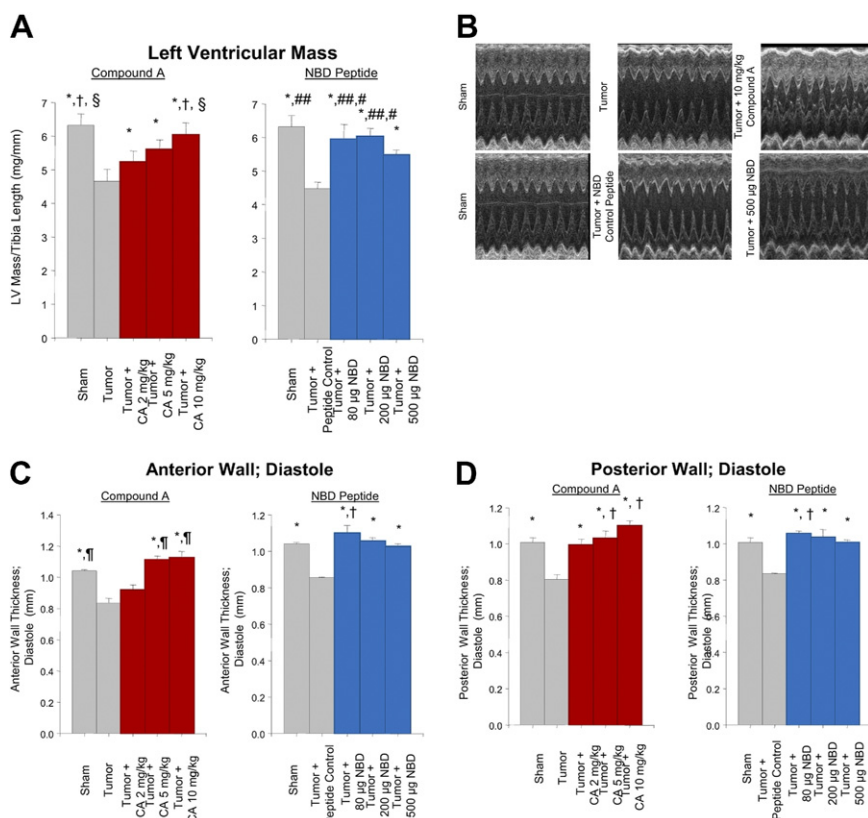 A
Left Ventricular Mass
Compound A
NBD Peptide
LV Mass/Tibia Length (mg/mm)
7
6
5
4
3
2
1
0
*,†, §
*
*
*,†, §
Sham
Tumor
Tumor +
CA 2 mg/kg
Tumor +
CA 5 mg/kg
Tumor +
CA 10 mg/kg
7
6
5
4
3
2
1
0
*,##
*,##,#
*,##,#
*
Sham
Tumor +
Peptide Control
Tumor +
80 µg NBD
Tumor +
200 µg NBD
Tumor +
500 µg NBD
B
Sham
Tumor
Tumor + 10 mg/kg
Compound A
Sham
Tumor + NBD
Control Peptide
Tumor + 500 µg NBD
C
Anterior Wall; Diastole
Compound A
NBD Peptide
Anterior Wall Thickness;
Diastole (mm)
1.4
1.2
1.0
0.8
0.6
0.4
0.2
0.0
*,¶
*,¶
*,¶
Sham
Tumor
Tumor +
CA 2 mg/kg
Tumor +
CA 5 mg/kg
Tumor +
CA 10 mg/kg
Anterior Wall Thickness;
Diastole (mm)
1.2
1.0
0.8
0.6
0.4
0.2
0.0
*
*,†
*
*
Sham
Tumor +
Peptide Control
Tumor +
80 µg NBD
Tumor +
200 µg NBD
Tumor +
500 µg NBD
D
Posterior Wall; Diastole
Compound A
NBD Peptide
Posterior Wall Thickness;
Diastole (mm)
1.2
1.0
0.8
0.6
0.4
0.2
0.0
*
*
*, †
*, †
Sham
Tumor
Tumor +
CA 2 mg/kg
Tumor +
CA 5 mg/kg
Tumor +
CA 10 mg/kg
Posterior Wall Thickness;
Diastole (mm)
1.2
1.0
0.8
0.6
0.4
0.2
0.0
*
*, †
*
*
Sham
Tumor +
Peptide Control
Tumor +
80 µg NBD
Tumor +
200 µg NBD
Tumor +
500 µg NBD